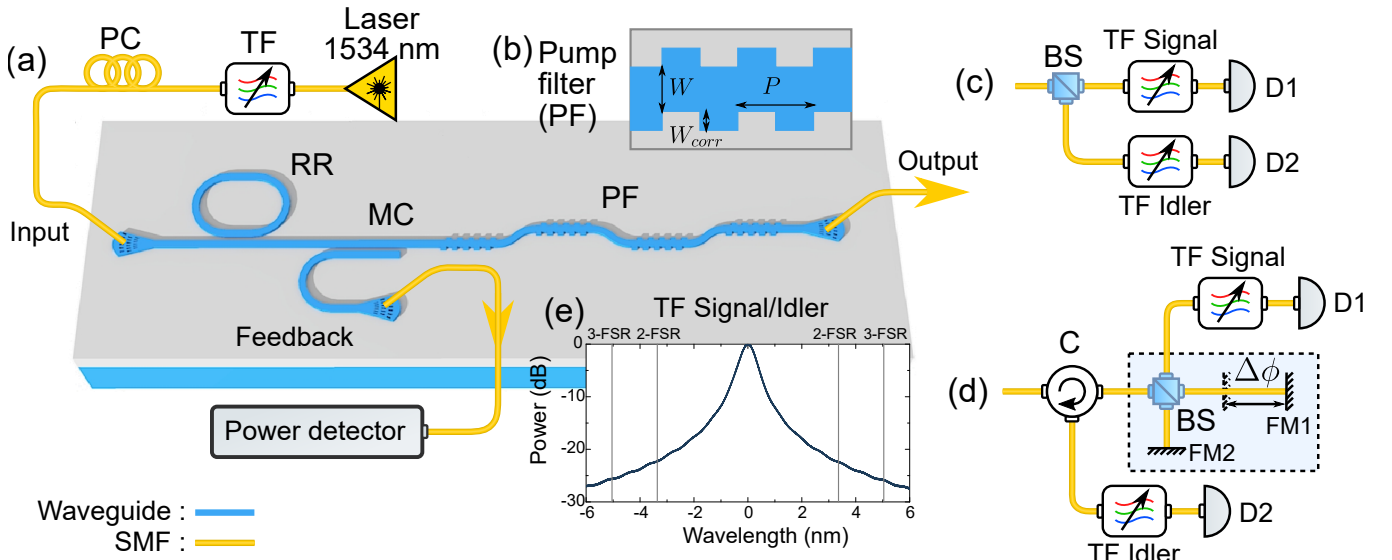 (a)
PC
TF
Laser
1534 nm
RR
MC
PF
Input
Output
Feedback
Power detector
Waveguide :
SMF :
(b)
Pump
filter
(PF)
W
P
W_corr
(c)
BS
TF Signal
D1
D2
TF Idler
(d)
C
TF Signal
D1
Δϕ
BS
FM1
FM2
D2
TF Idler
(e)
TF Signal/Idler
3-FSR 2-FSR 2-FSR 3-FSR
Power (dB)
0
-10
-20
-30
-6 -4 -2 0 2 4 6
Wavelength (nm)